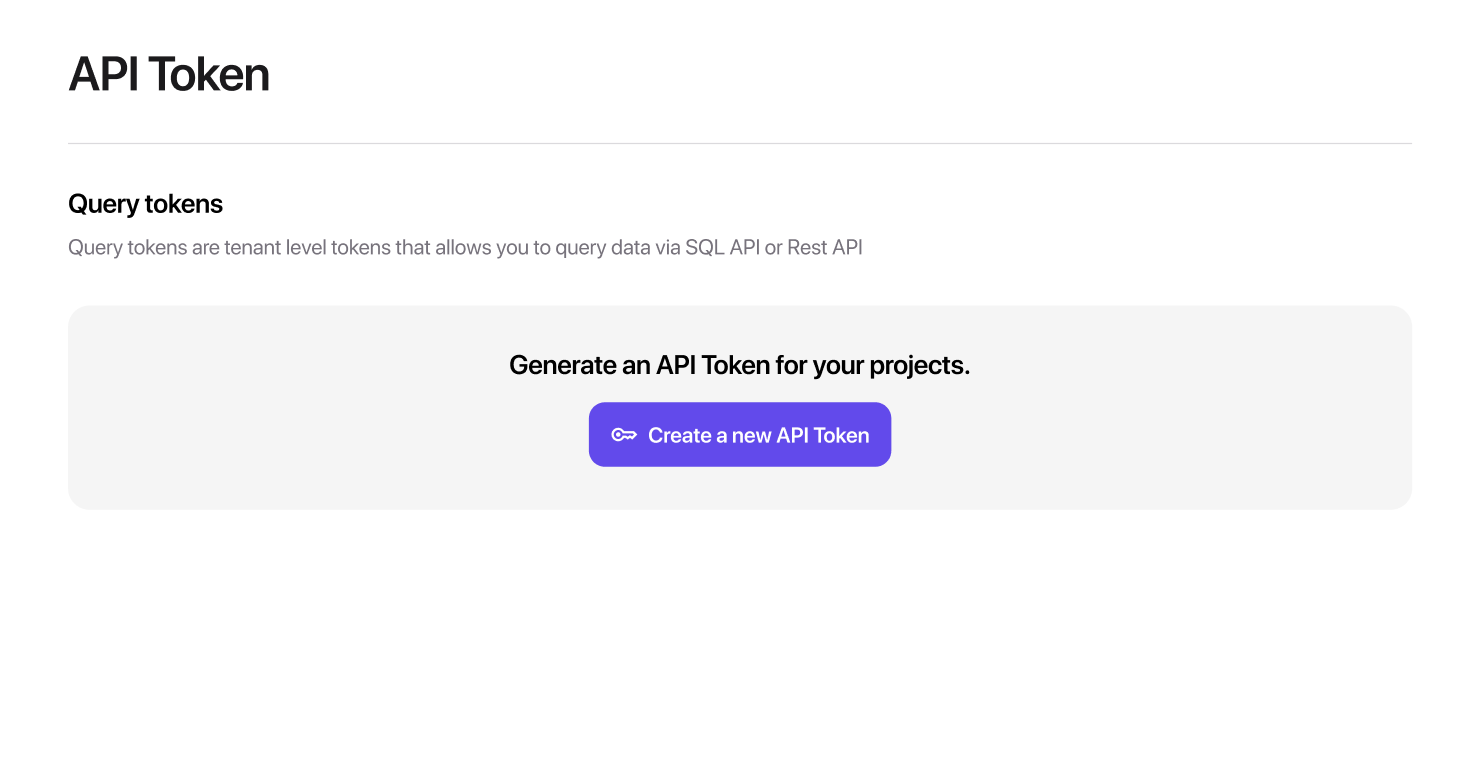 API Token
Query tokens
Query tokens are tenant level tokens that allows you to query data via SQL API or Rest API
Generate an API Token for your projects.
Create a new API Token